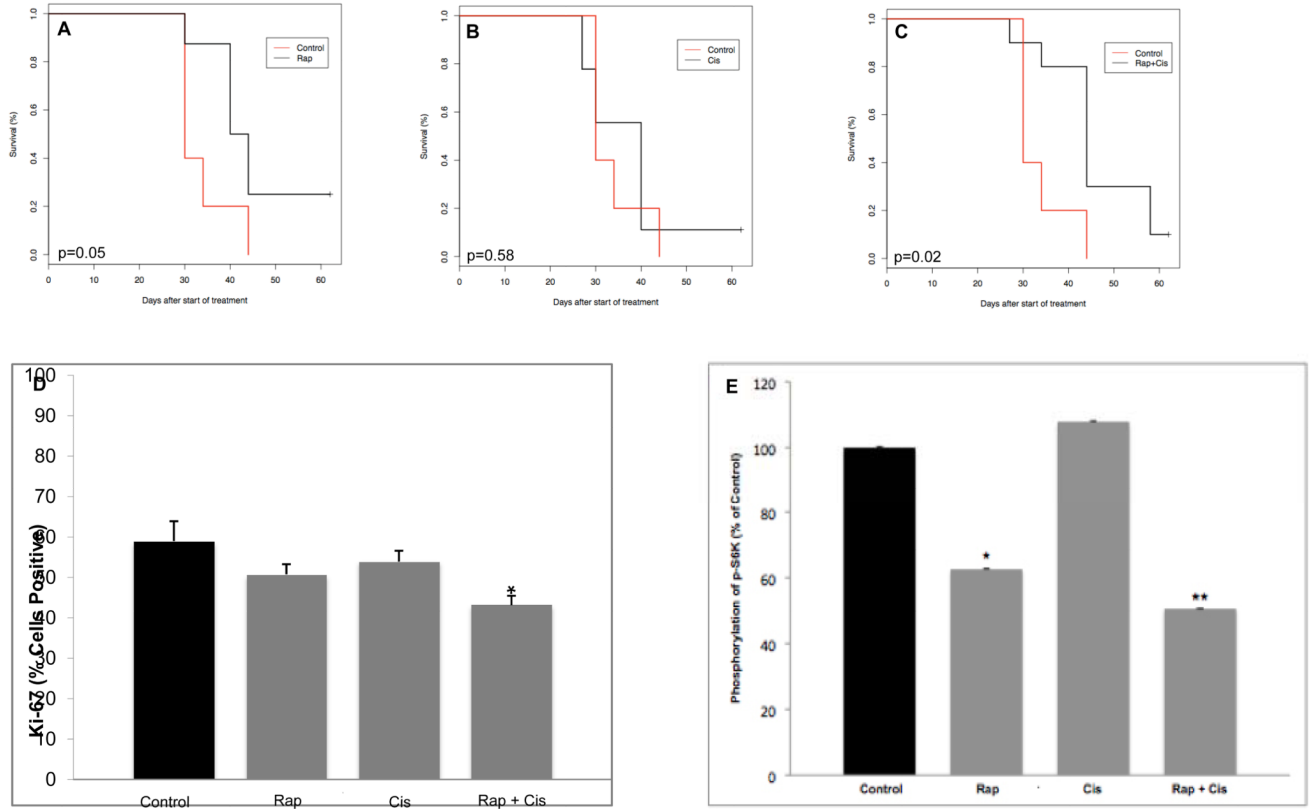 A
Control
Rap
Survival (%)
1.0
0.8
0.6
0.4
0.2
0.0
p=0.05
0 10 20 30 40 50 60
Days after start of treatment
B
Control
Cis
Survival (%)
1.0
0.8
0.6
0.4
0.2
0.0
p=0.58
0 10 20 30 40 50 60
Days after start of treatment
C
Control
Rap+Cis
Survival (%)
1.0
0.8
0.6
0.4
0.2
0.0
p=0.02
0 10 20 30 40 50 60
Days after start of treatment
D
Ki-67 (% Cells Positive)
100
90
80
70
60
50
40
30
20
10
0
*
Control Rap Cis Rap + Cis
E
Phosphorylation of p-S6K (% of Control)
120
100
80
60
40
20
0
*
**
Control Rap Cis Rap + Cis